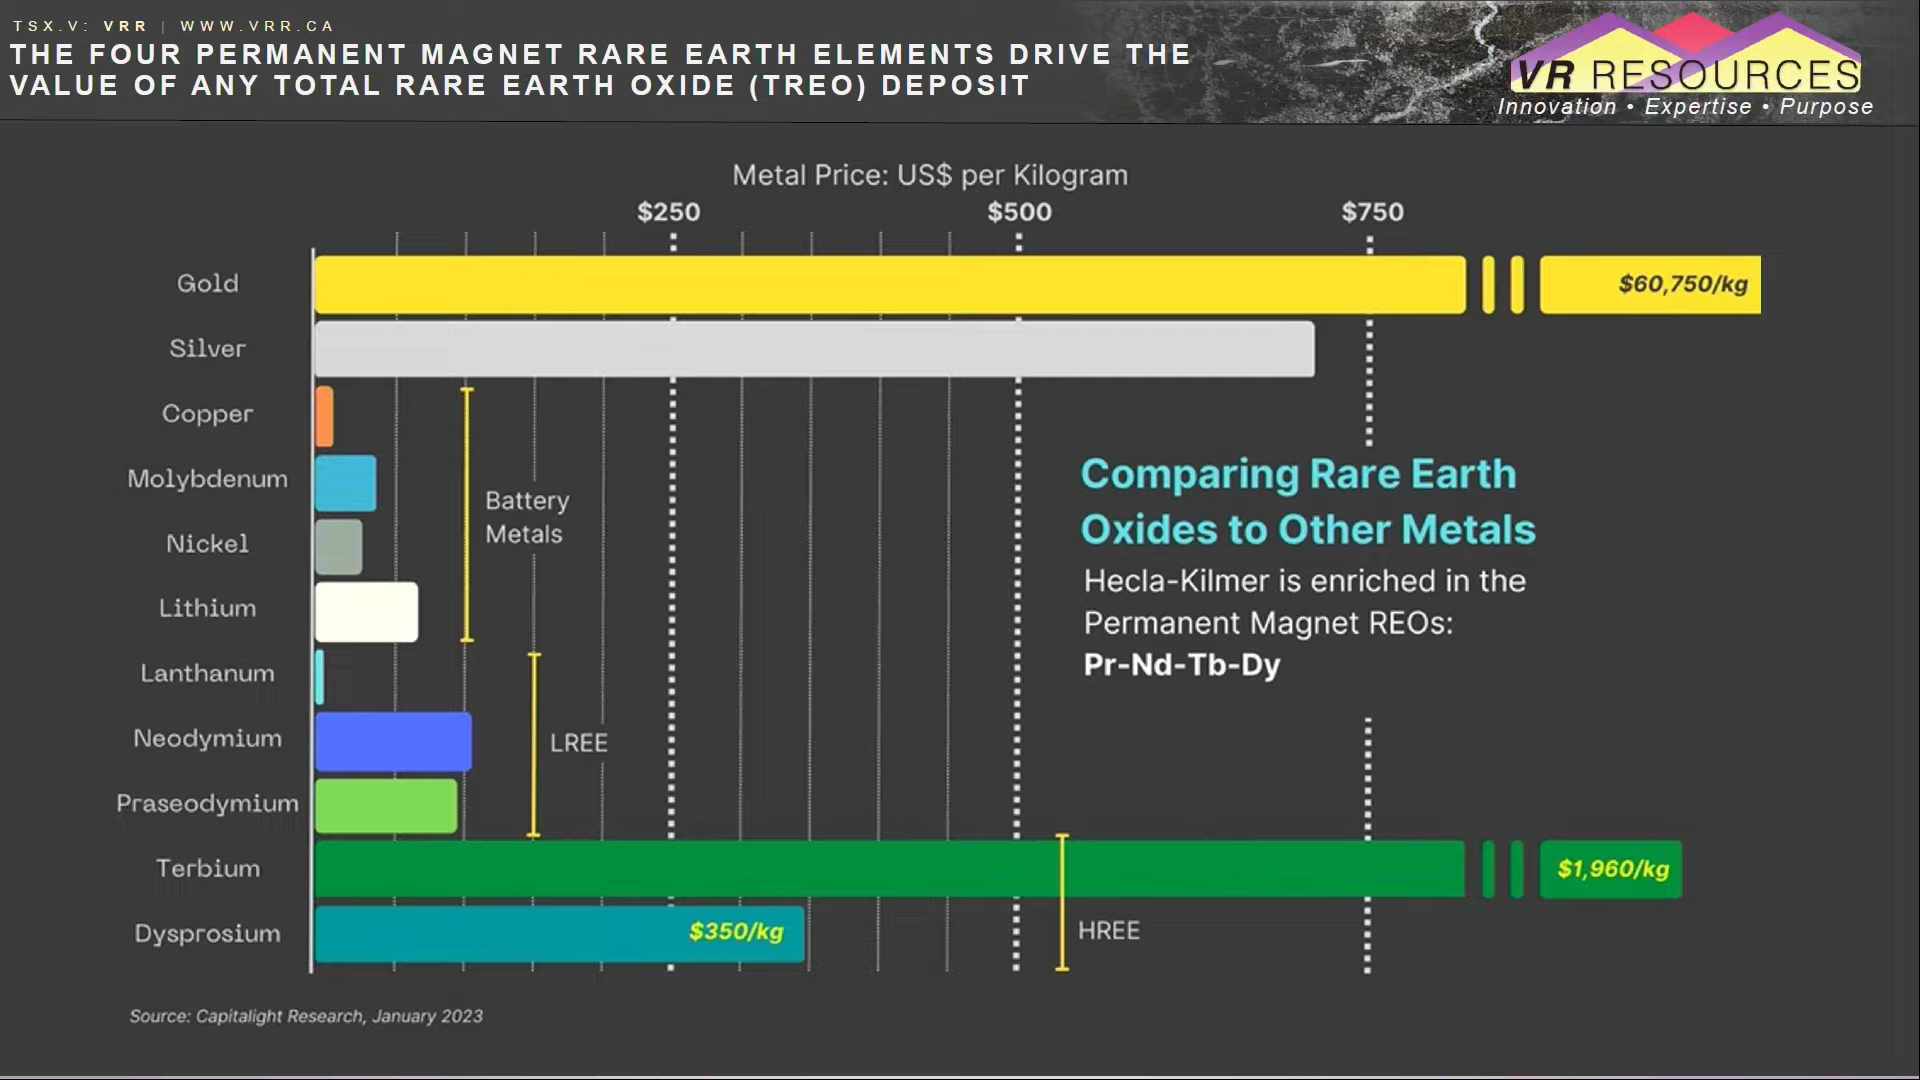 TSX.V: VRR | WWW.VRR.CA
THE FOUR PERMANENT MAGNET RARE EARTH ELEMENTS DRIVE THE
VALUE OF ANY TOTAL RARE EARTH OXIDE (TREO) DEPOSIT
VR RESOURCES
Innovation • Expertise • Purpose
Metal Price: US$ per Kilogram
$250 $500 $750
Gold $60,750/kg
Silver
Copper
Molybdenum
Nickel
Lithium
Battery
Metals
Comparing Rare Earth
Oxides to Other Metals
Hecla-Kilmer is enriched in the
Permanent Magnet REOs:
Pr-Nd-Tb-Dy
Lanthanum
Neodymium
Praseodymium
LREE
Terbium $1,960/kg
Dysprosium $350/kg
HREE
Source: Capitalight Research, January 2023